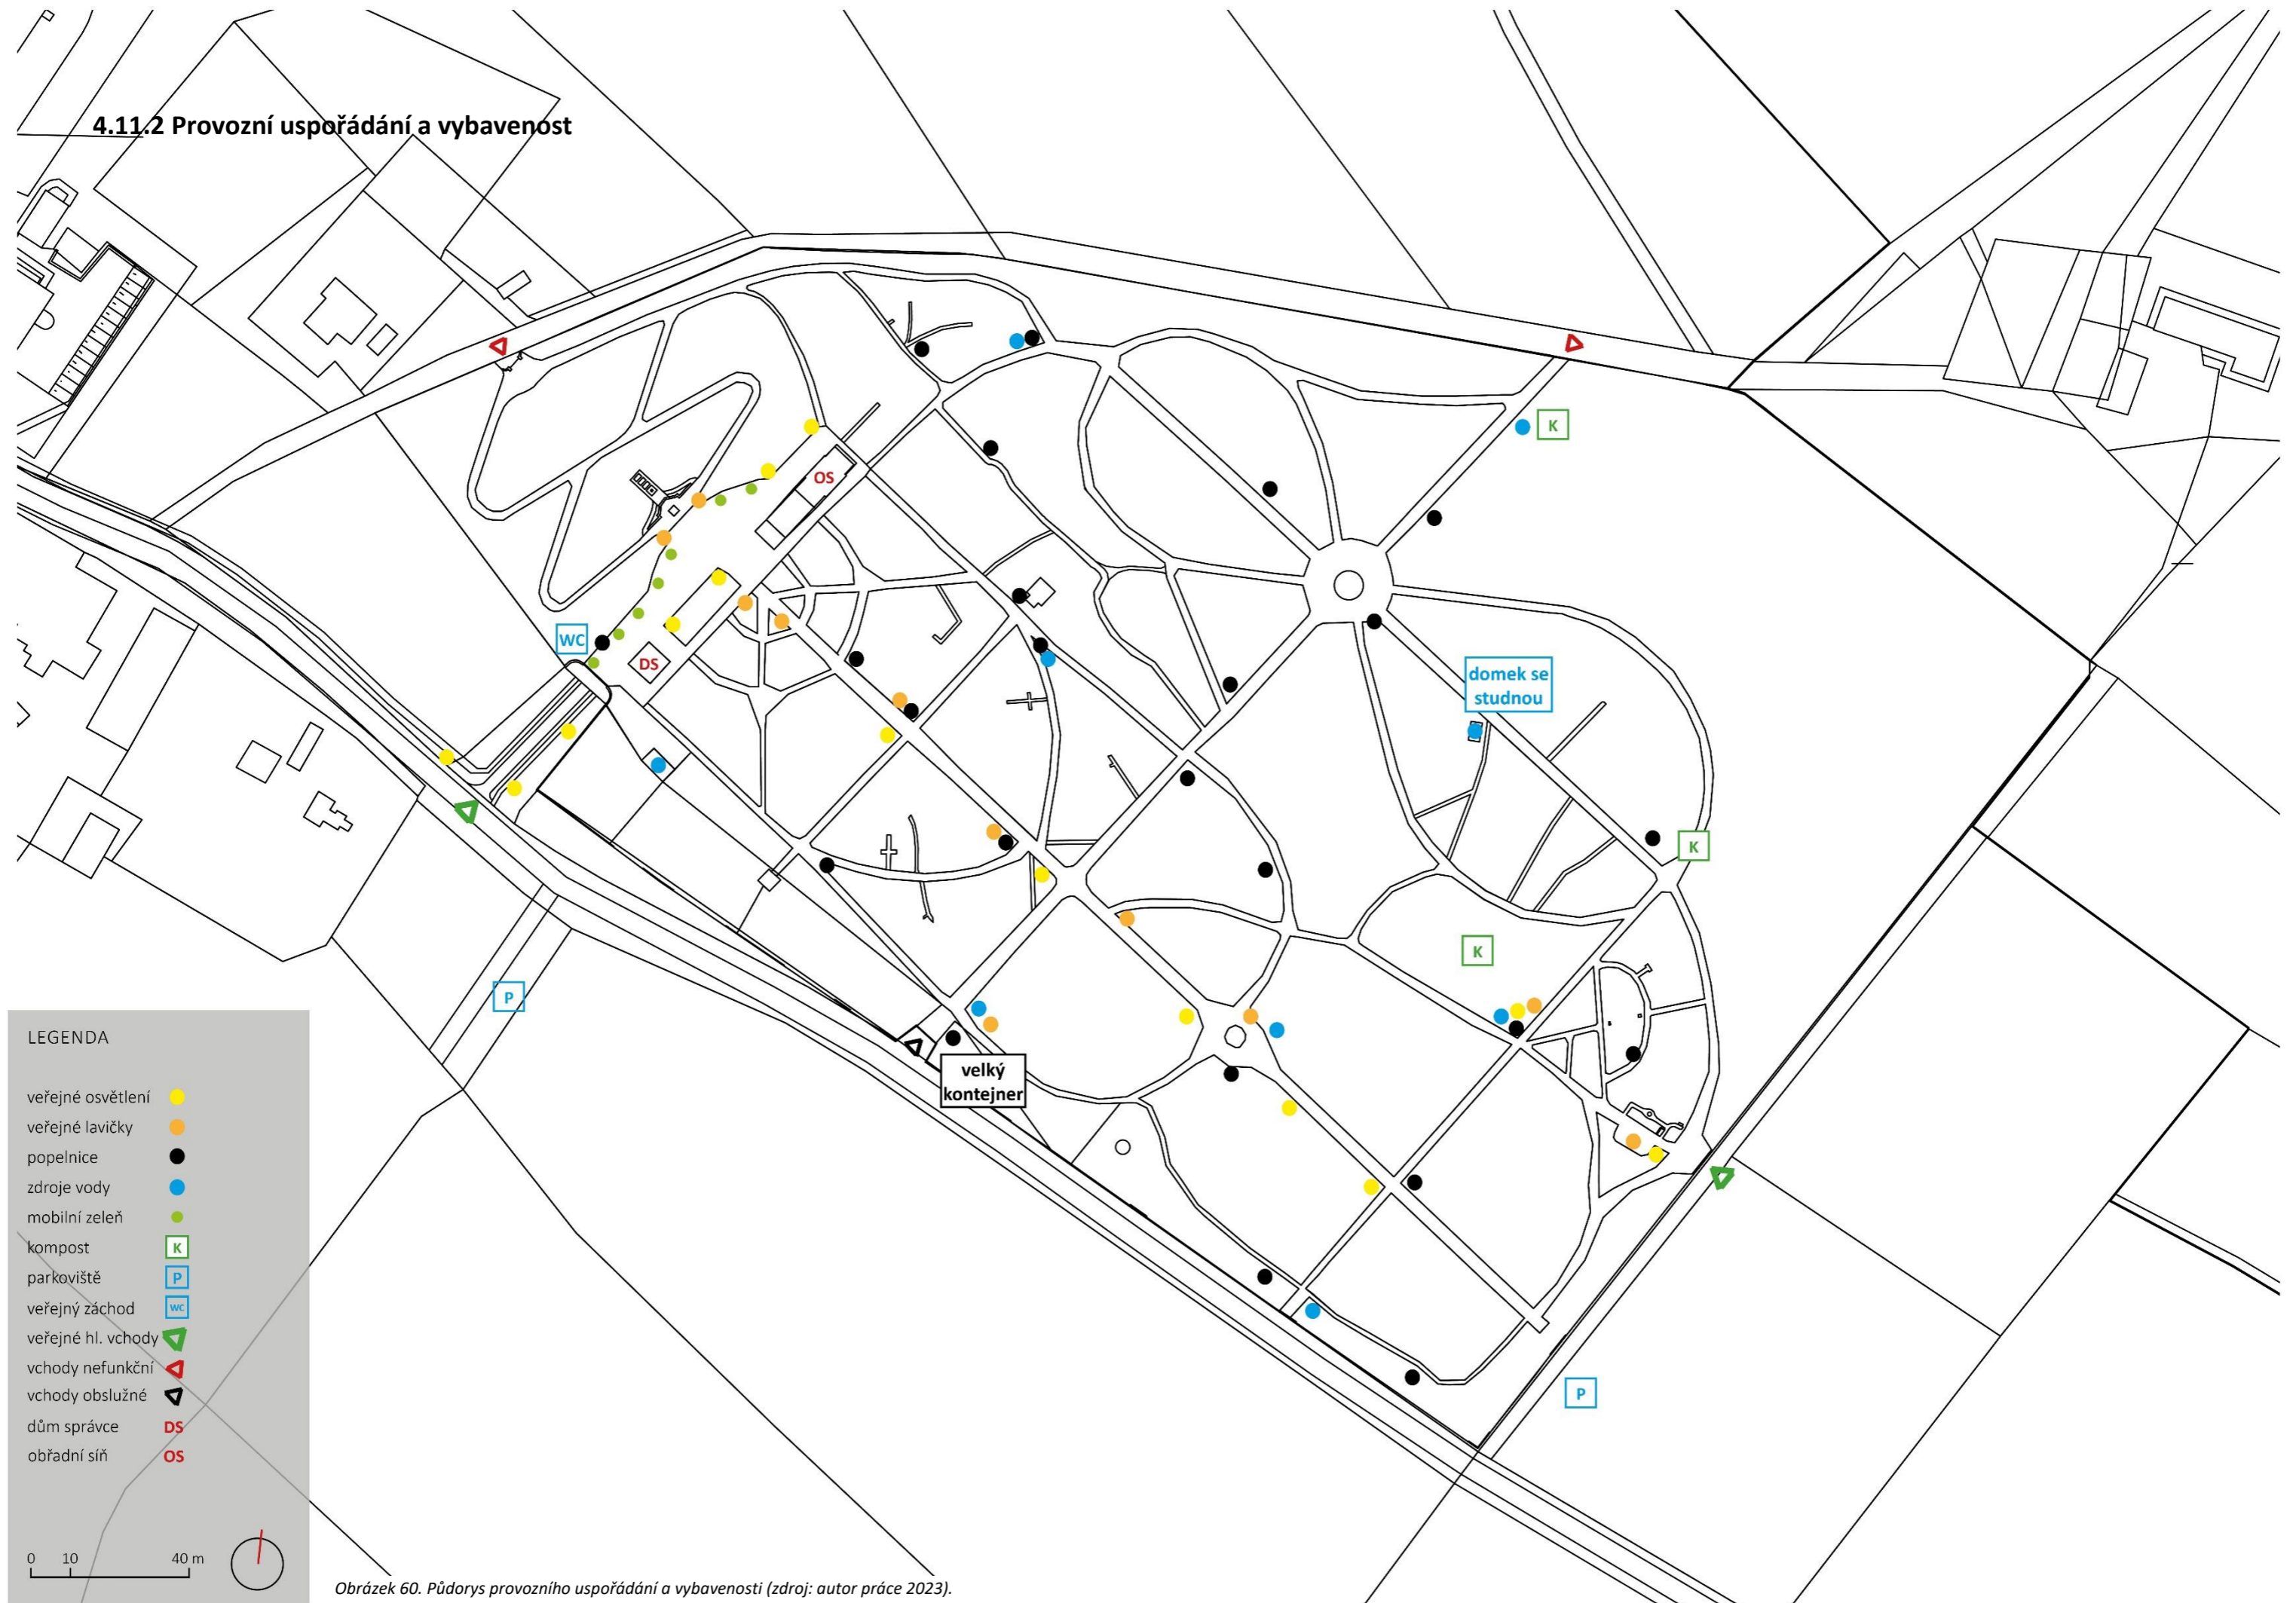 4.11.2 Provozní uspořádání a vybavenost
OS
K
WC
DS
domek se
studnou
K
K
P
velký
kontejner
P
LEGENDA
veřejné osvětlení
veřejné lavičky
popelnice
zdroje vody
mobilní zeleň
kompost K
parkoviště P
veřejný záchod WC
veřejné hl. vchody
vchody nefunkční
vchody obslužné
dům správce DS
obřadní síň OS
0 10 40 m
Obrázek 60. Půdorys provozního uspořádání a vybavenosti (zdroj: autor práce 2023).